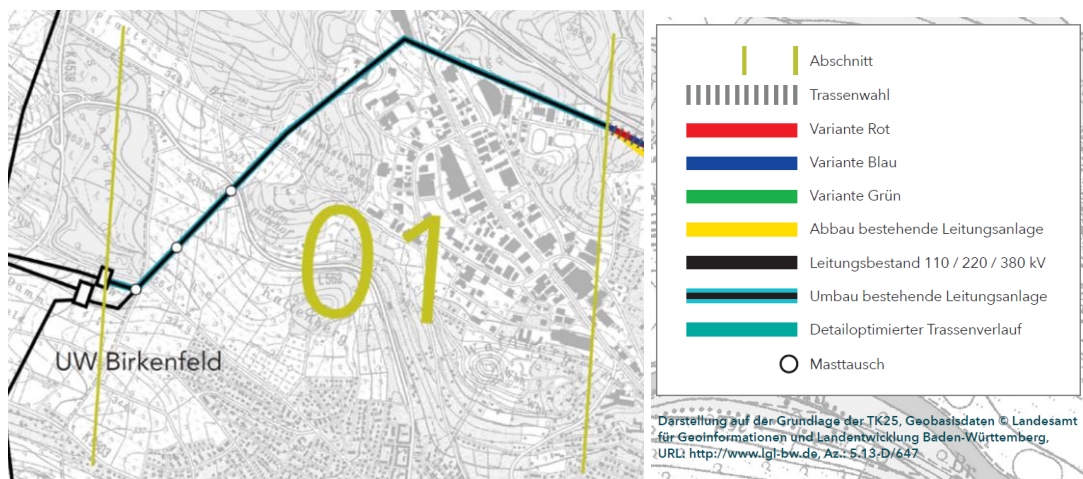 K 4539
01
L 562
UW Birkenfeld
Abschnitt
Trassenwahl
Variante Rot
Variante Blau
Variante Grün
Abbau bestehende Leitungsanlage
Leitungsbestand 110 / 220 / 380 kV
Umbau bestehende Leitungsanlage
Detailoptimierter Trassenverlauf
Masttausch
Darstellung auf der Grundlage der TK25, Geobasisdaten © Landesamt
für Geoinformationen und Landentwicklung Baden-Württemberg,
URL: http://www.lgl-bw.de, Az.: 5.13-D/647